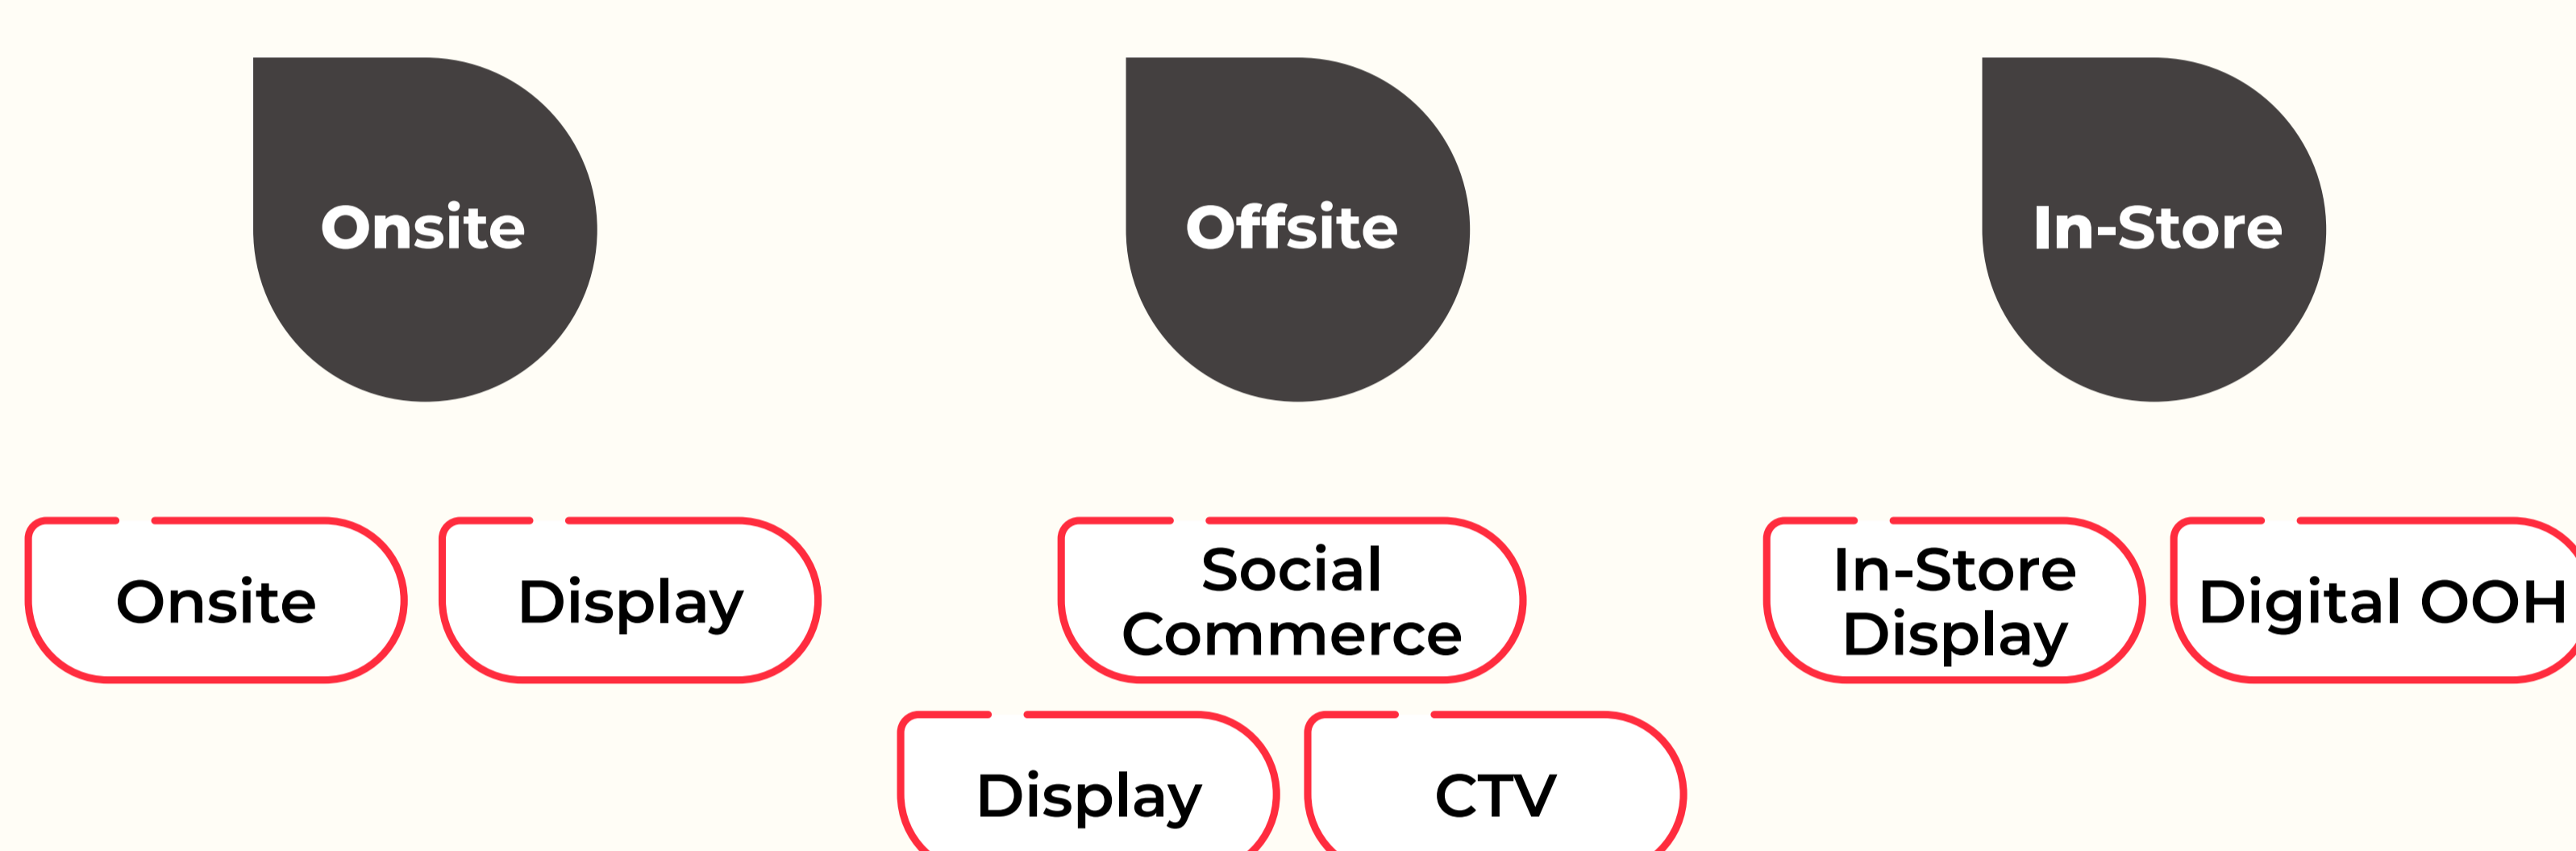 Onsite
Offsite
In-Store
Onsite
Display
Social
Commerce
In-Store
Display
Digital OOH
Display
CTV